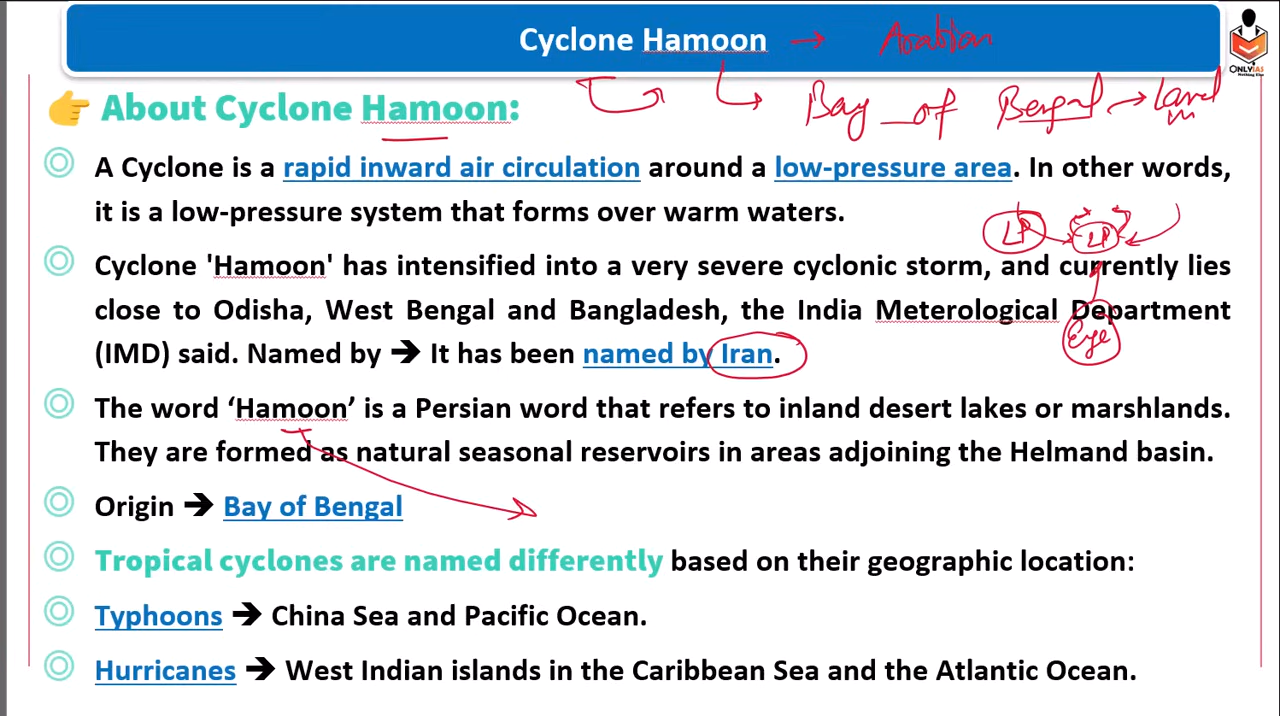 Cyclone Hamoon → Arabian
ONLYIAS
Nothing Else
👉 About Cyclone Hamoon:
Bay of Bengal → land
A Cyclone is a rapid inward air circulation around a low-pressure area. In other words,
it is a low-pressure system that forms over warm waters.
LP LP
Cyclone 'Hamoon' has intensified into a very severe cyclonic storm, and currently lies
close to Odisha, West Bengal and Bangladesh, the India Meterological Department
Eye
(IMD) said. Named by ➔ It has been named by Iran.
The word ‘Hamoon’ is a Persian word that refers to inland desert lakes or marshlands.
They are formed as natural seasonal reservoirs in areas adjoining the Helmand basin.
Origin ➔ Bay of Bengal
Tropical cyclones are named differently based on their geographic location:
Typhoons ➔ China Sea and Pacific Ocean.
Hurricanes ➔ West Indian islands in the Caribbean Sea and the Atlantic Ocean.